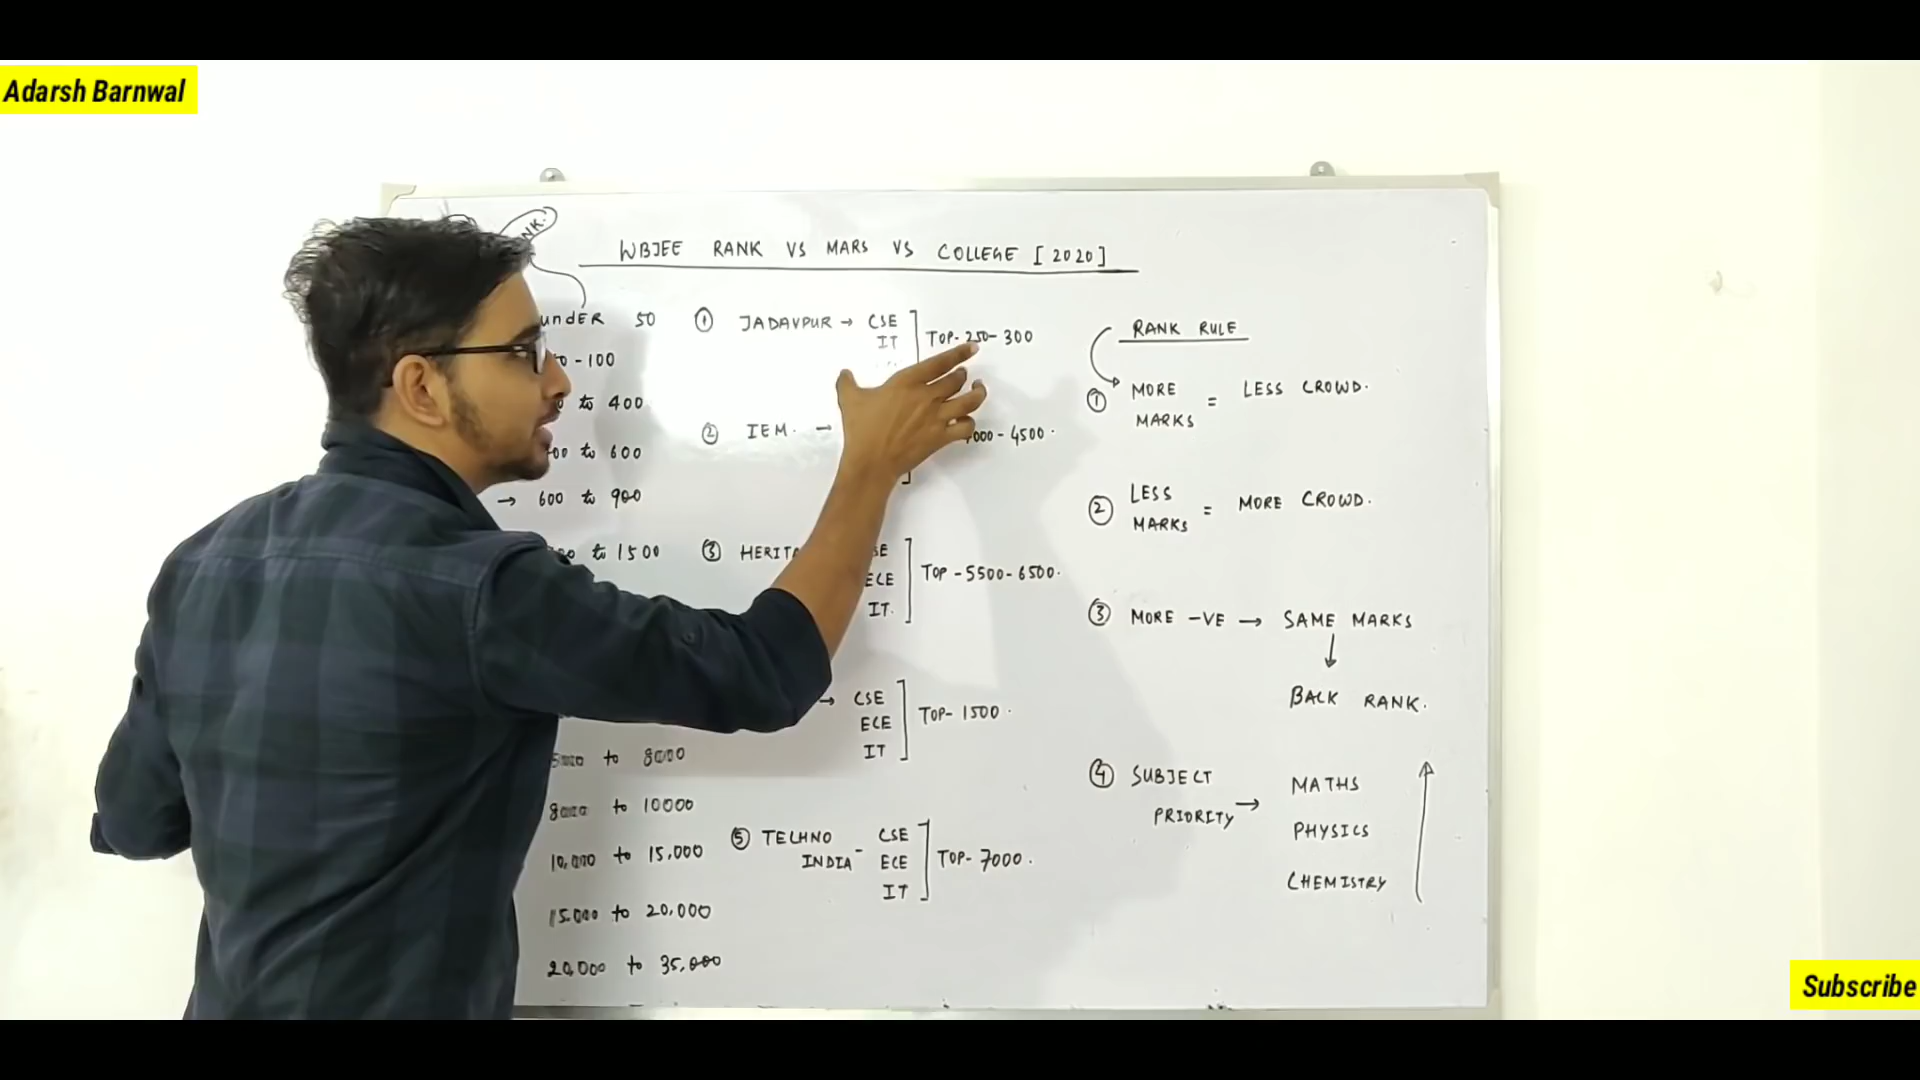 Adarsh Barnwal
WBJEE RANK VS MARS VS COLLEGE [2020]
UNDER 50
-100
to 400
to 600
→ 600 to 900
to 1500
to 8000
8000 to 10000
10,000 to 15,000
15.000 to 20,000
20,000 to 35,000
① JADAVPUR → CSE
IT
TOP-250-300
② IEM. →
- 4500.
③
ECE
IT.
TOP -5500-6500.
→ CSE
ECE
IT
TOP- 1500.
⑤ TECHNO INDIA - CSE
ECE
IT
TOP- 7000.
RANK RULE
① MORE MARKS = LESS CROWD.
② LESS MARKS = MORE CROWD.
③ MORE -VE → SAME MARKS
↓
BACK RANK.
④ SUBJECT PRIORITY → MATHS
PHYSICS
CHEMISTRY
Subscribe